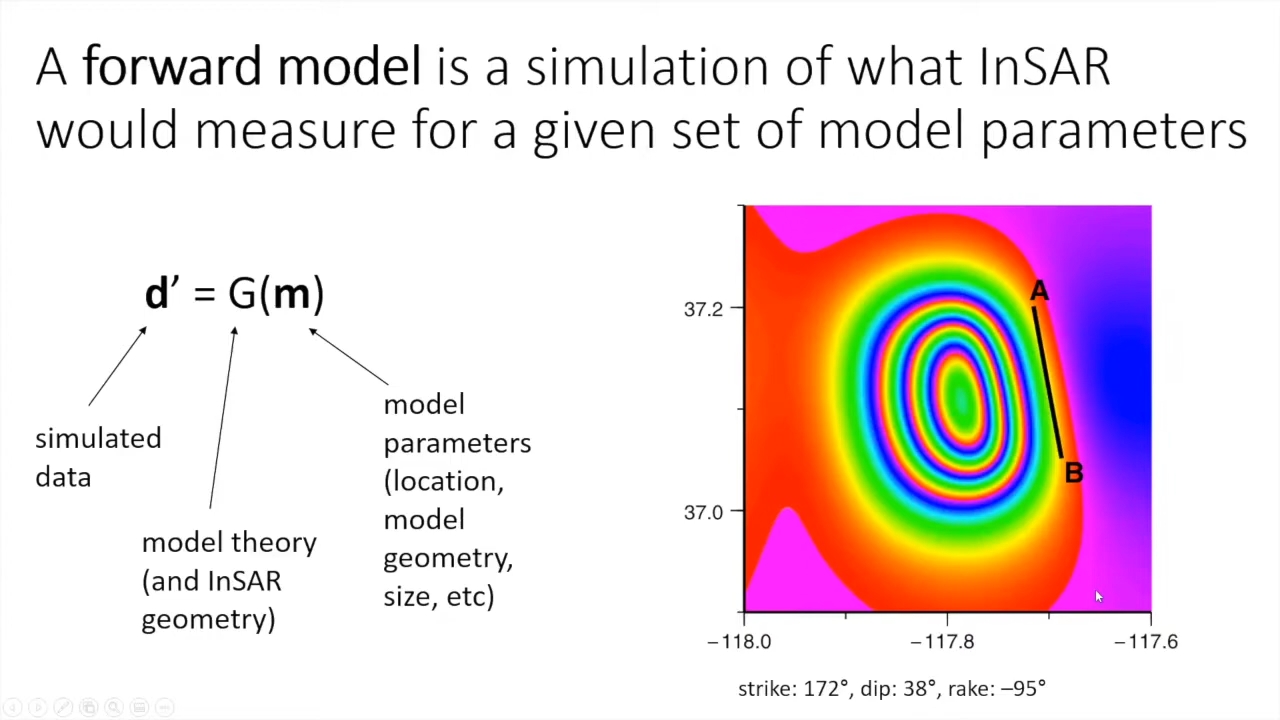 A forward model is a simulation of what InSAR
would measure for a given set of model parameters
d’ = G(m)
simulated
data
model theory
(and InSAR
geometry)
model
parameters
(location,
model
geometry,
size, etc)
A
B
37.2
37.0
−118.0
−117.8
−117.6
strike: 172°, dip: 38°, rake: –95°